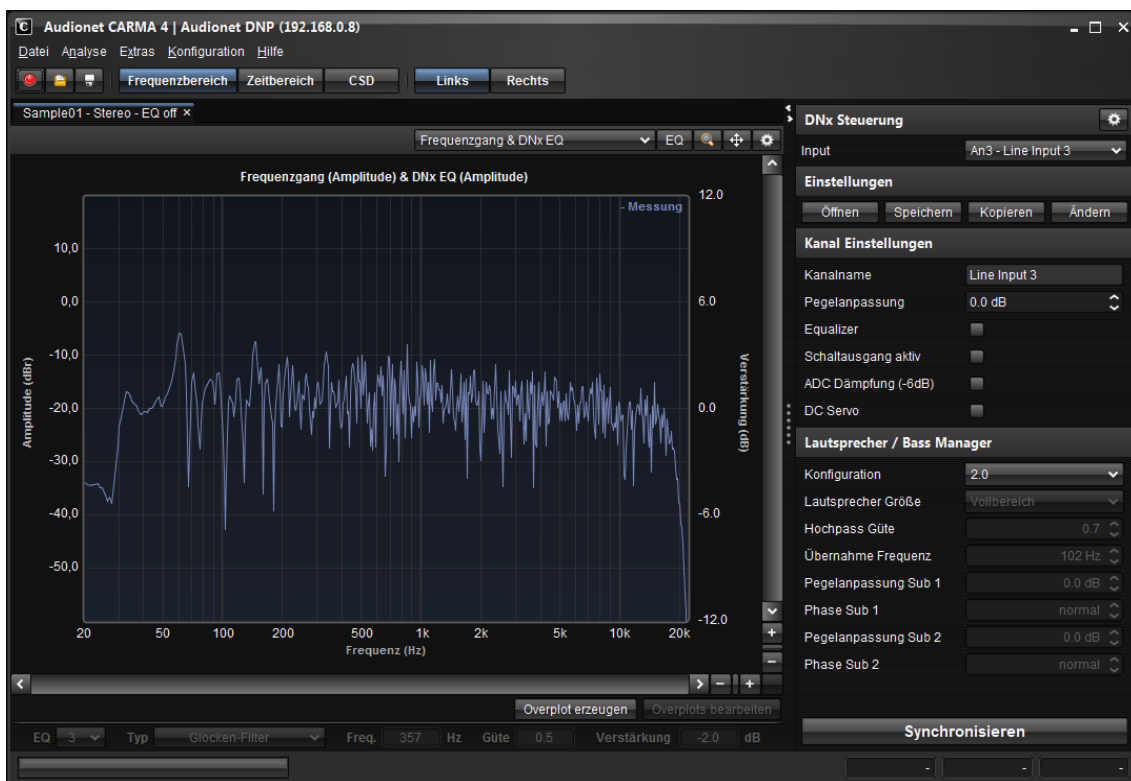 Audionet CARMA 4 | Audionet DNP (192.168.0.8)
Datei Analyse Extras Konfiguration Hilfe
Frequenzbereich Zeitbereich CSD Links Rechts
Sample01 - Stereo - EQ off ×
Frequenzgang & DNx EQ EQ
Frequenzgang (Amplitude) & DNx EQ (Amplitude)
- Messung
Amplitude (dBr)
10,0
0,0
-10,0
-20,0
-30,0
-40,0
-50,0
12.0
6.0
0.0
-6.0
-12.0
Verstärkung (dB)
20 50 100 200 500 1k 2k 5k 10k 20k
Frequenz (Hz)
Overplot erzeugen Overplots bearbeiten
EQ 3 Typ Glocken-Filter Freq. 357 Hz Güte 0.5 Verstärkung -2.0 dB
DNx Steuerung
Input An3 - Line Input 3
Einstellungen
Öffnen Speichern Kopieren Ändern
Kanal Einstellungen
Kanalname Line Input 3
Pegelanpassung 0.0 dB
Equalizer
Schaltausgang aktiv
ADC Dämpfung (-6dB)
DC Servo
Lautsprecher / Bass Manager
Konfiguration 2.0
Lautsprecher Größe Vollbereich
Hochpass Güte 0.7
Übernahme Frequenz 102 Hz
Pegelanpassung Sub 1 0.0 dB
Phase Sub 1 normal
Pegelanpassung Sub 2 0.0 dB
Phase Sub 2 normal
Synchronisieren
- - -